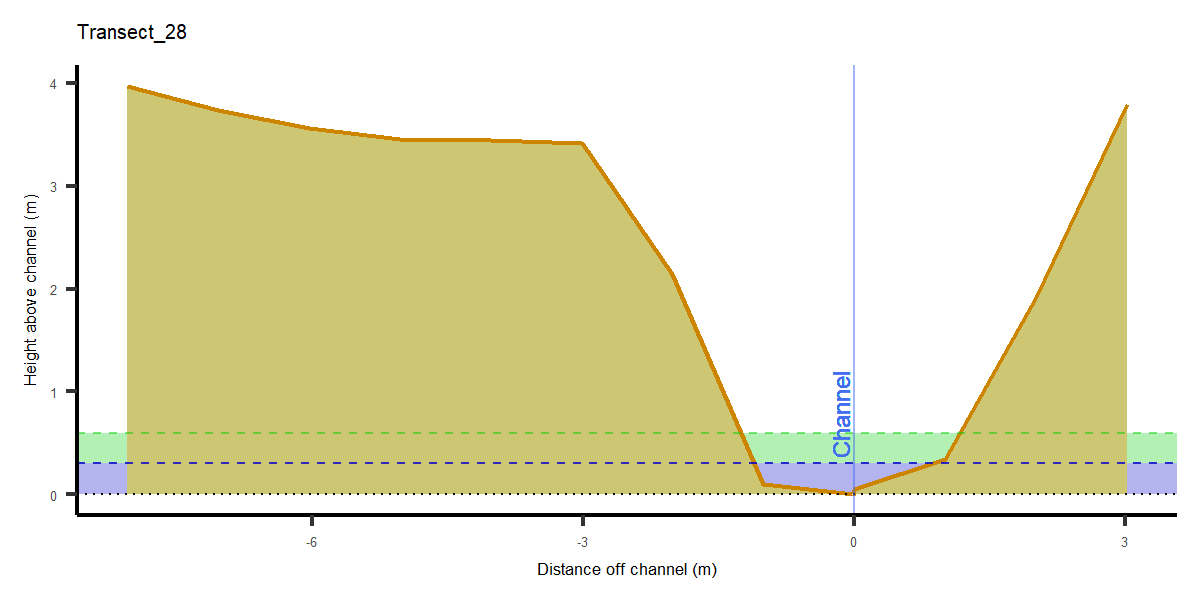 Transect_28
Height above channel (m)
4
3
2
1
0
Channel
-6
-3
0
3
Distance off channel (m)